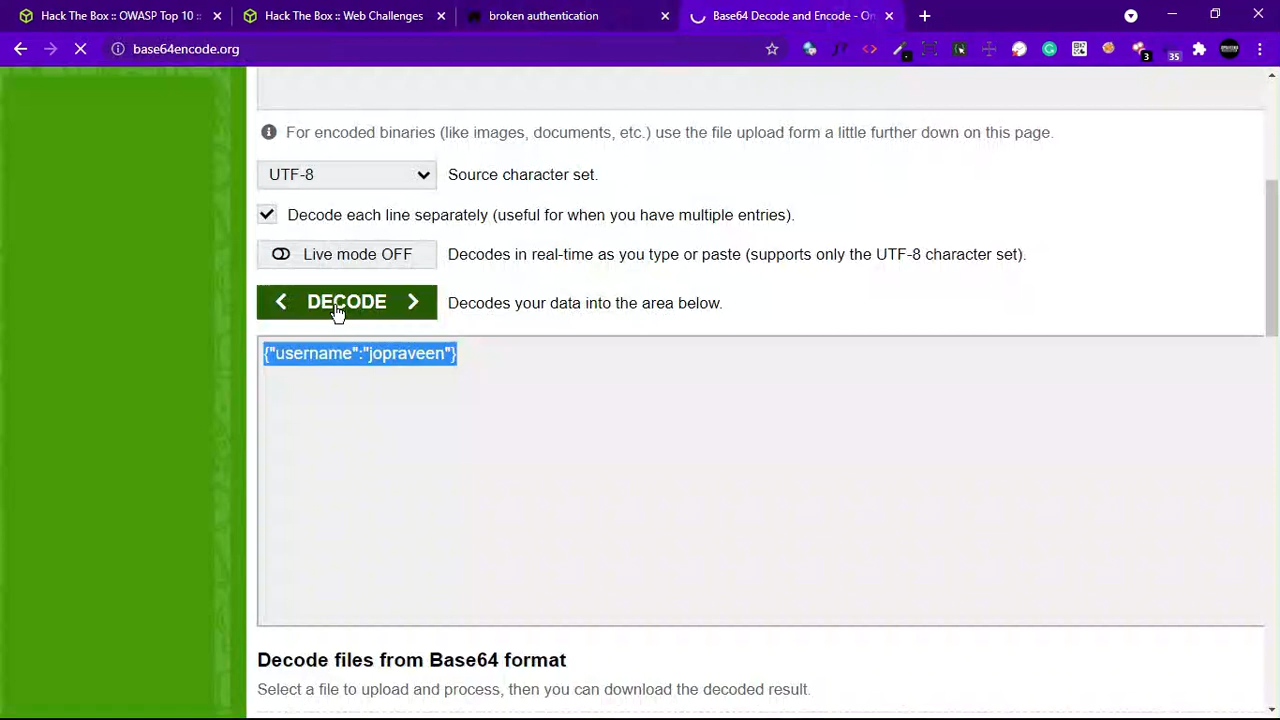 Hack The Box :: OWASP Top 10 ::
Hack The Box :: Web Challenges
broken authentication
Base64 Decode and Encode - On
base64encode.org
3
35
For encoded binaries (like images, documents, etc.) use the file upload form a little further down on this page.
UTF-8
Source character set.
Decode each line separately (useful for when you have multiple entries).
Live mode OFF
Decodes in real-time as you type or paste (supports only the UTF-8 character set).
< DECODE >
Decodes your data into the area below.
{"username":"jopraveen"}
Decode files from Base64 format
Select a file to upload and process, then you can download the decoded result.